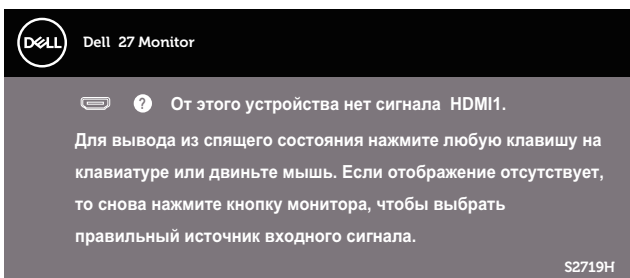 DELL
Dell 27 Monitor
От этого устройства нет сигнала HDMI1.
Для вывода из спящего состояния нажмите любую клавишу на
клавиатуре или двиньте мышь. Если отображение отсутствует,
то снова нажмите кнопку монитора, чтобы выбрать
правильный источник входного сигнала.
S2719H